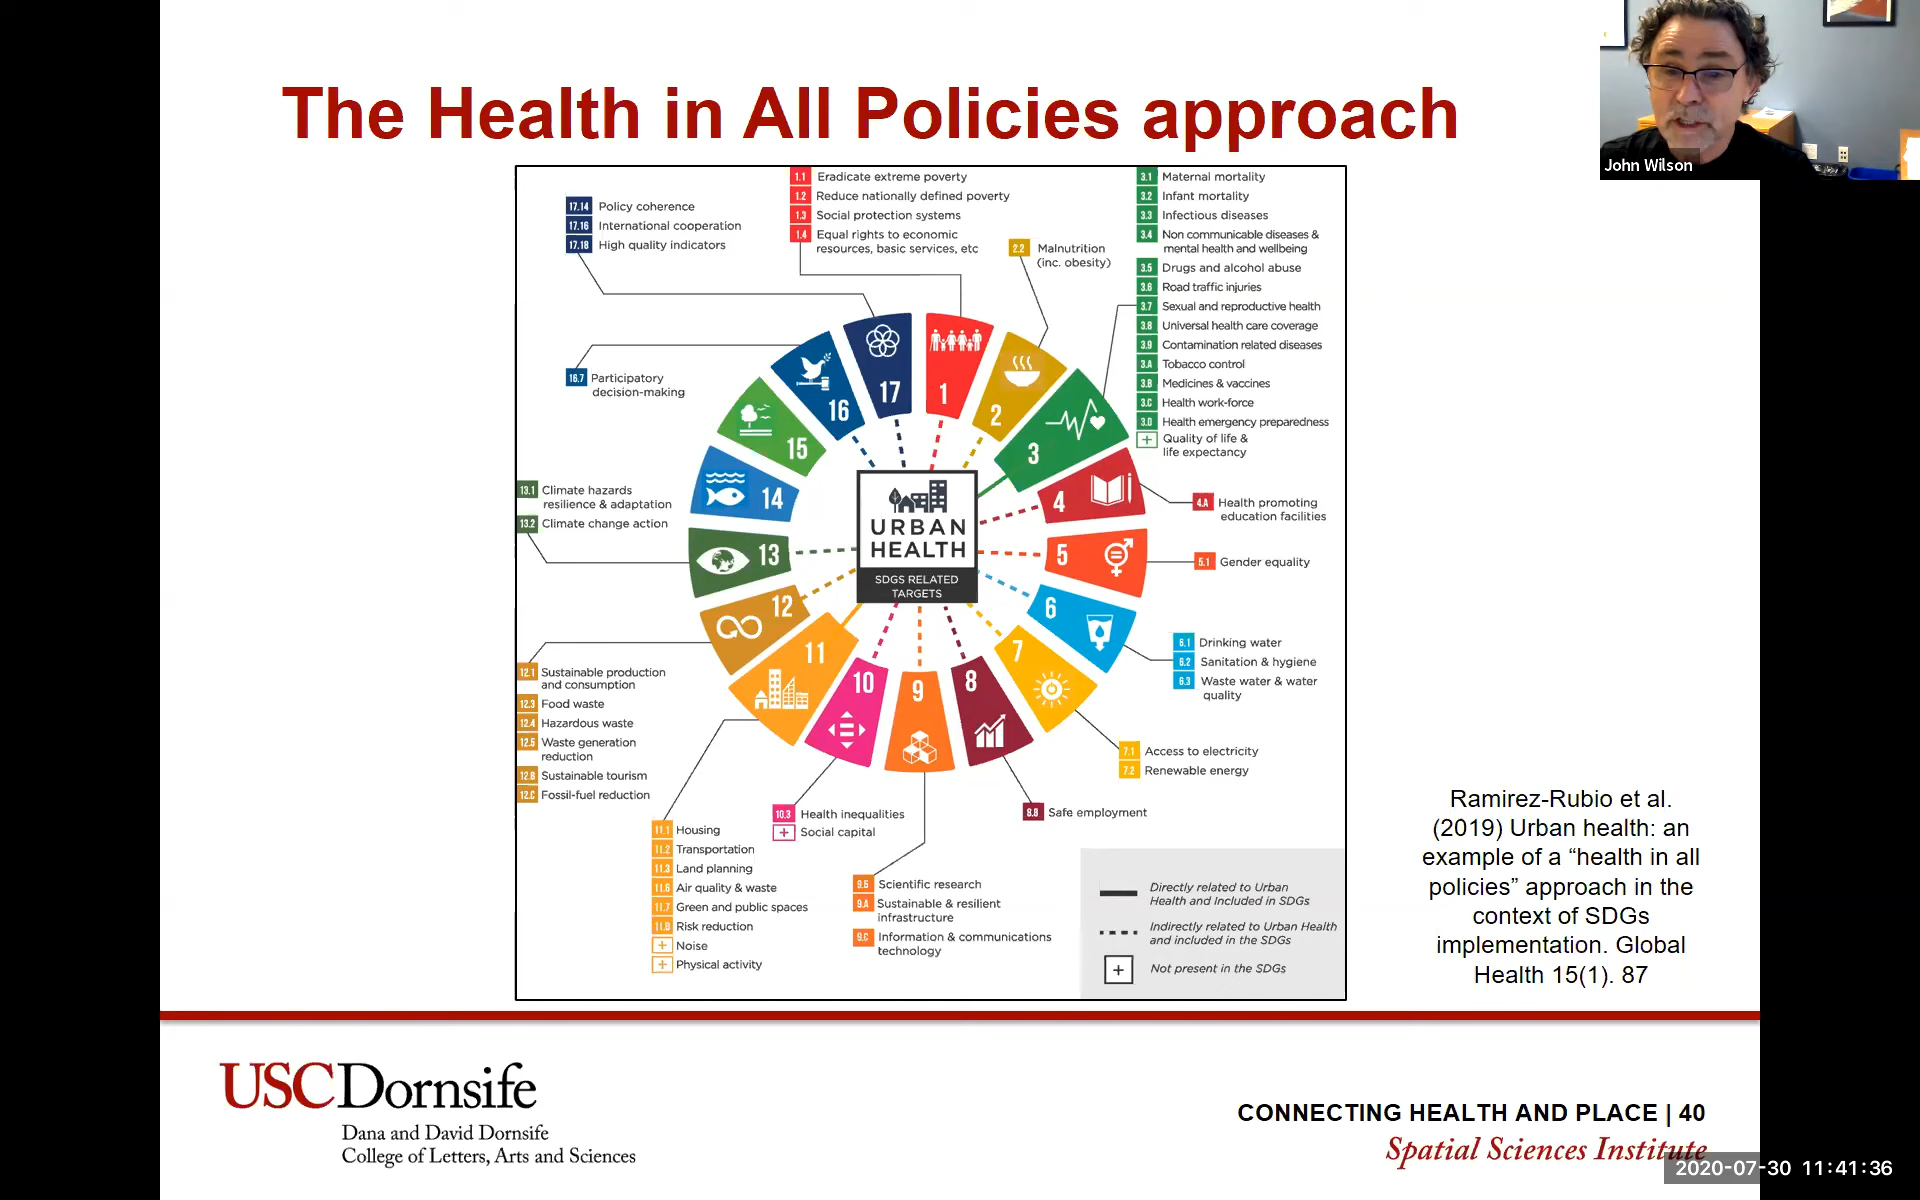 The Health in All Policies approach
John Wilson
17.14 Policy coherence
17.16 International cooperation
17.18 High quality indicators
1.1 Eradicate extreme poverty
1.2 Reduce nationally defined poverty
1.3 Social protection systems
1.4 Equal rights to economic
resources, basic services, etc
2.2 Malnutrition
(inc. obesity)
3.1 Maternal mortality
3.2 Infant mortality
3.3 Infectious diseases
3.4 Non communicable diseases &
mental health and wellbeing
3.5 Drugs and alcohol abuse
3.6 Road traffic injuries
3.7 Sexual and reproductive health
3.8 Universal health care coverage
3.9 Contamination related diseases
3.A Tobacco control
3.B Medicines & vaccines
3.C Health work-force
3.D Health emergency preparedness
+ Quality of life &
life expectancy
16.7 Participatory
decision-making
13.1 Climate hazards
resilience & adaptation
13.2 Climate change action
4.A Health promoting
education facilities
5.1 Gender equality
6.1 Drinking water
6.2 Sanitation & hygiene
6.3 Waste water & water
quality
7.1 Access to electricity
7.2 Renewable energy
8.8 Safe employment
12.1 Sustainable production
and consumption
12.3 Food waste
12.4 Hazardous waste
12.5 Waste generation
reduction
12.B Sustainable tourism
12.C Fossil-fuel reduction
10.3 Health inequalities
+ Social capital
11.1 Housing
11.2 Transportation
11.3 Land planning
11.6 Air quality & waste
11.7 Green and public spaces
11.B Risk reduction
+ Noise
+ Physical activity
9.5 Scientific research
9.A Sustainable & resilient
infrastructure
9.C Information & communications
technology
1
2
3
4
5
6
7
8
9
10
11
12
13
14
15
16
17
URBAN
HEALTH
SDGS RELATED
TARGETS
Directly related to Urban
Health and Included in SDGs
Indirectly related to Urban Health
and included in the SDGs
+ Not present in the SDGs
Ramirez-Rubio et al.
(2019) Urban health: an
example of a “health in all
policies” approach in the
context of SDGs
implementation. Global
Health 15(1). 87
USCDornsife
Dana and David Dornsife
College of Letters, Arts and Sciences
CONNECTING HEALTH AND PLACE | 40
Spatial Sciences Institute
2020-07-30 11:41:36